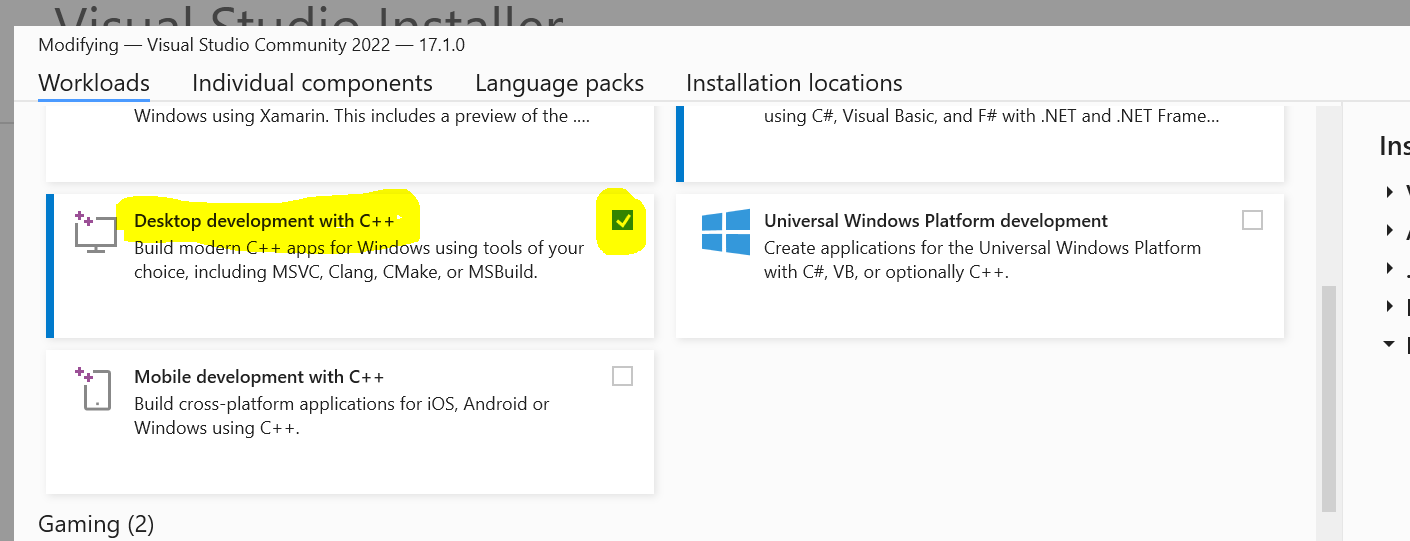 Visual Studio Installer
Modifying — Visual Studio Community 2022 — 17.1.0
Workloads Individual components Language packs Installation locations
Windows using Xamarin. This includes a preview of the ....
using C#, Visual Basic, and F# with .NET and .NET Frame...
Desktop development with C++
Build modern C++ apps for Windows using tools of your
choice, including MSVC, Clang, CMake, or MSBuild.
Universal Windows Platform development
Create applications for the Universal Windows Platform
with C#, VB, or optionally C++.
Mobile development with C++
Build cross-platform applications for iOS, Android or
Windows using C++.
Gaming (2)
Ins